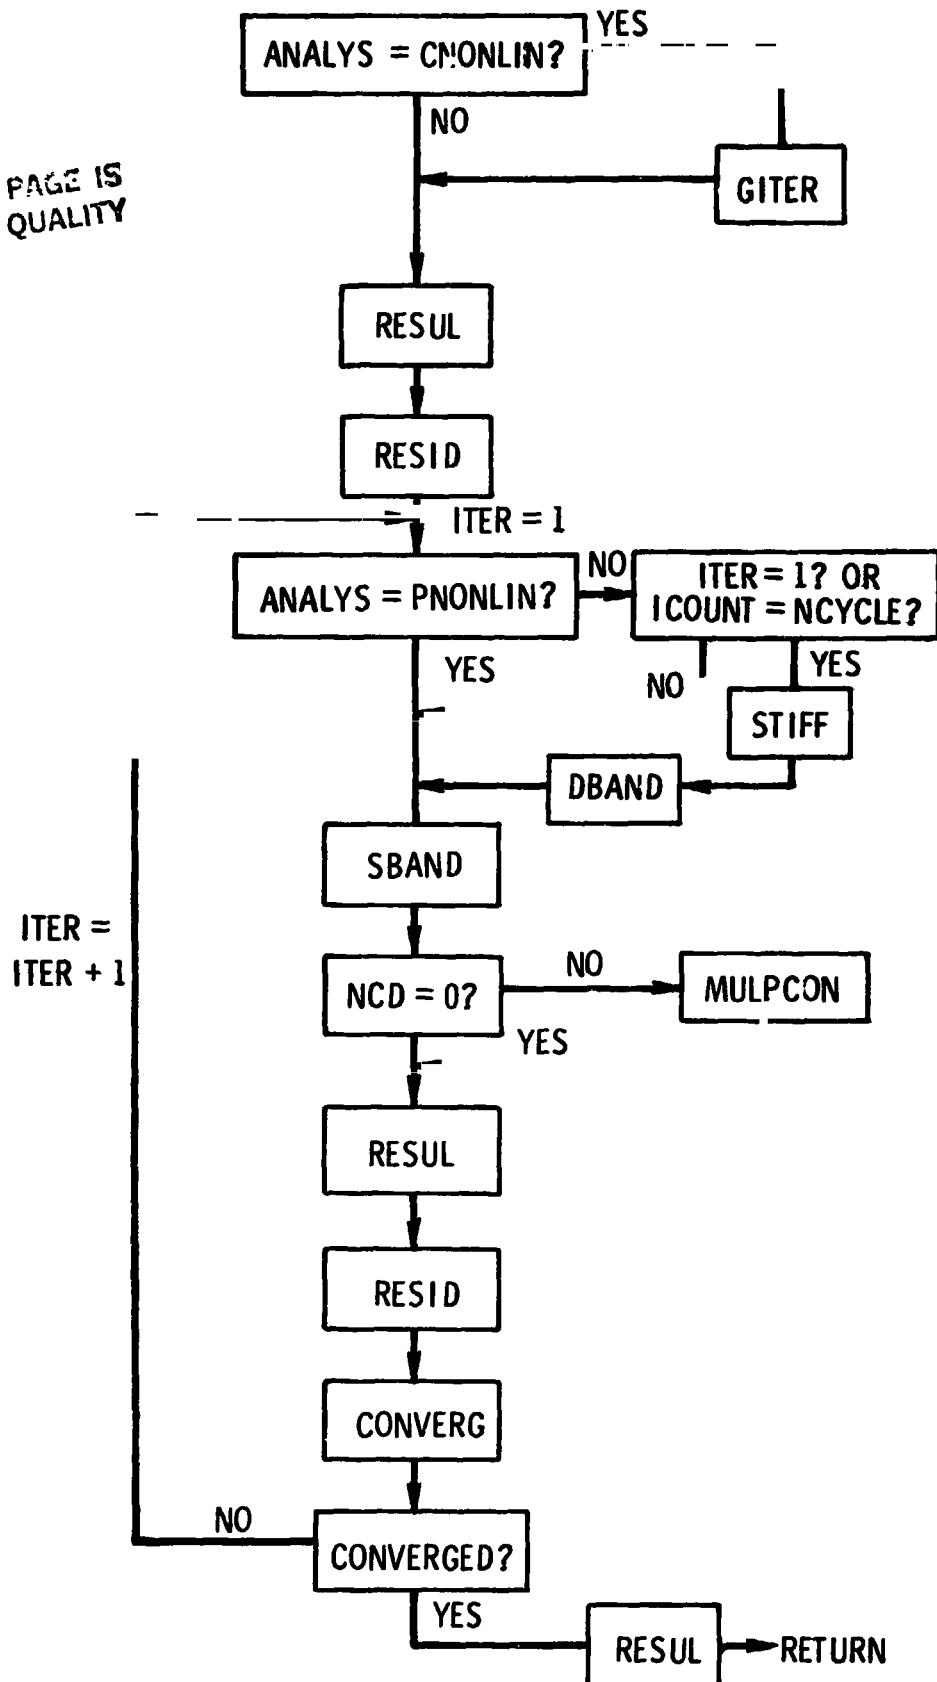 YES
ANALYS = CNONLIN?
NO
PAGE IS
QUALITY
GITER
RESUL
RESID
ITER = 1
ANALYS = PNONLIN?
NO
ITER = 1? OR
ICOUNT = NCYCLE?
YES
NO
YES
STIFF
DBAND
SBAND
ITER =
ITER + 1
NCD = 0?
NO
MULPCON
YES
RESUL
RESID
CONVERG
NO
CONVERGED?
YES
RESUL
RETURN